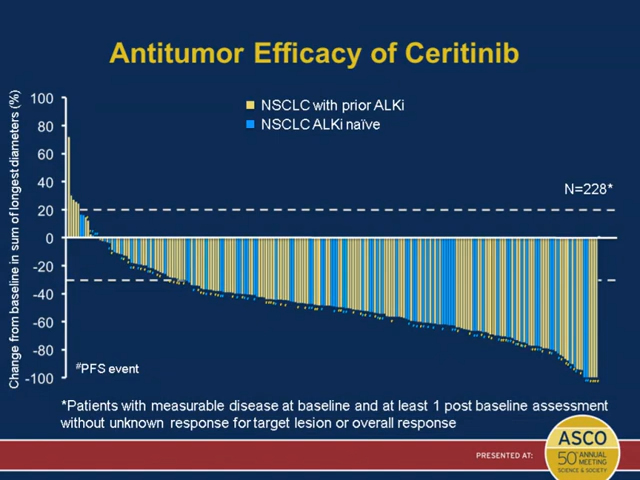 Antitumor Efficacy of Ceritinib
Change from baseline in sum of longest diameters (%)
100
80
60
40
20
0
-20
-40
-60
-80
-100
NSCLC with prior ALKi
NSCLC ALKi naïve
N=228*
#PFS event
*Patients with measurable disease at baseline and at least 1 post baseline assessment
without unknown response for target lesion or overall response
PRESENTED AT:
ASCO
50th ANNUAL
MEETING
SCIENCE & SOCIETY